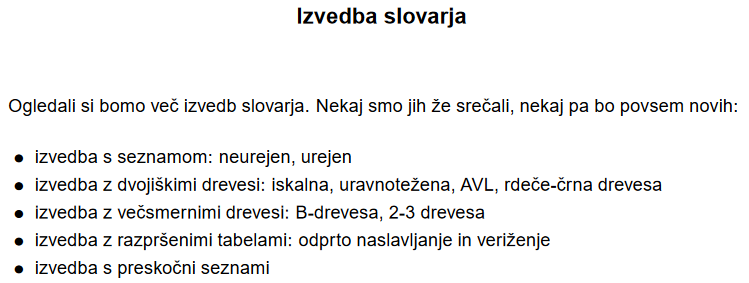 Izvedba slovarja
Ogledali si bomo več izvedb slovarja. Nekaj smo jih že srečali, nekaj pa bo povsem novih:
● izvedba s seznamom: neurejen, urejen
● izvedba z dvojiškimi drevesi: iskalna, uravnotežena, AVL, rdeče-črna drevesa
● izvedba z večsmernimi drevesi: B-drevesa, 2-3 drevesa
● izvedba z razpršenimi tabelami: odprto naslavljanje in veriženje
● izvedba s preskočni seznami